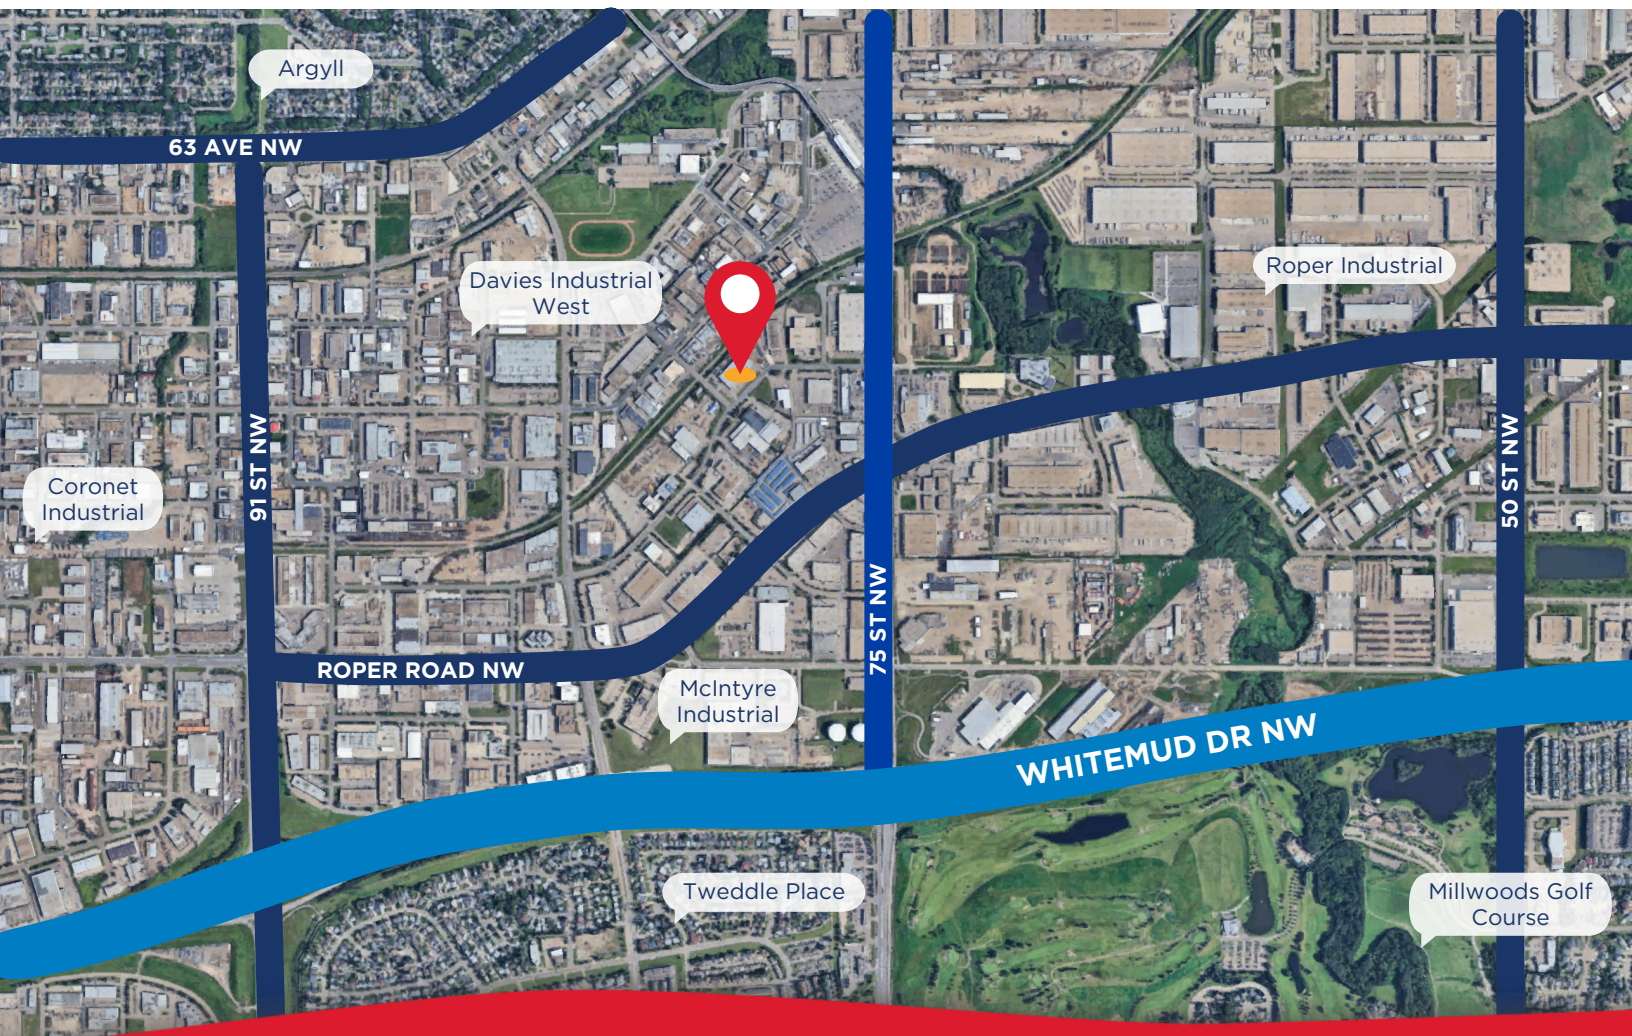 Argyll
63 AVE NW
Davies Industrial
West
Roper Industrial
91 ST NW
50 ST NW
Coronet
Industrial
75 ST NW
ROPER ROAD NW
McIntyre
Industrial
WHITEMUD DR NW
Tweddle Place
Millwoods Golf
Course